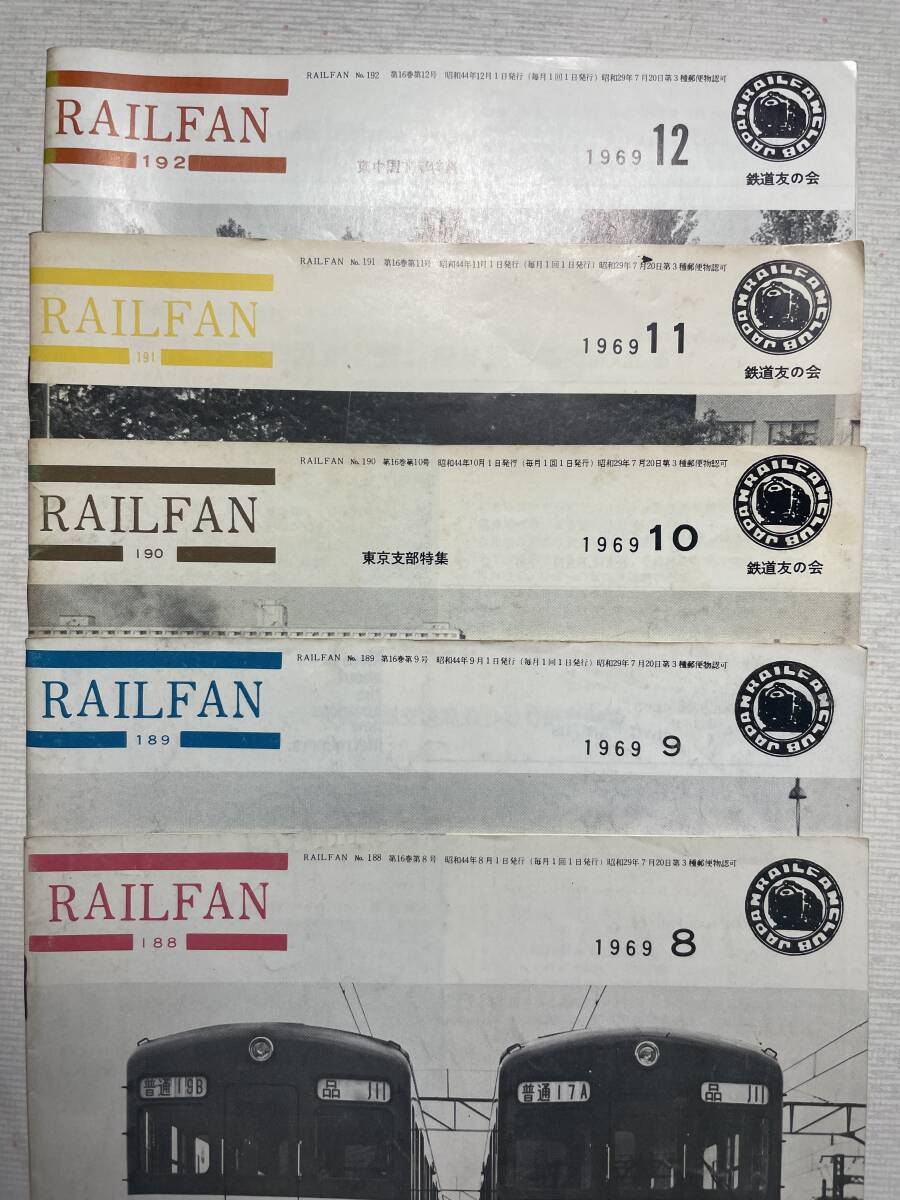 RAILFAN No. 192 第16巻第12号 昭和44年12月1日発行 (毎月1回1日発行) 昭和29年7月20日第3種郵便物認可
RAILFAN
192
1969 12
JAPAN RAILFAN CLUB
鉄道友の会
RAILFAN No. 191 第16巻第11号 昭和44年11月1日発行 (毎月1回1日発行) 昭和29年7月20日第3種郵便物認可
RAILFAN
191
1969 11
JAPAN RAILFAN CLUB
鉄道友の会
RAILFAN No. 190 第16巻第10号 昭和44年10月1日発行 (毎月1回1日発行) 昭和29年7月20日第3種郵便物認可
RAILFAN
190
東京支部特集
1969 10
JAPAN RAILFAN CLUB
鉄道友の会
RAILFAN No. 189 第16巻第9号 昭和44年9月1日発行 (毎月1回1日発行) 昭和29年7月20日第3種郵便物認可
RAILFAN
189
1969 9
JAPAN RAILFAN CLUB
RAILFAN No. 188 第16巻第8号 昭和44年8月1日発行 (毎月1回1日発行) 昭和29年7月20日第3種郵便物認可
RAILFAN
188
1969 8
JAPAN RAILFAN CLUB
普通19B 品川
普通17A 品川